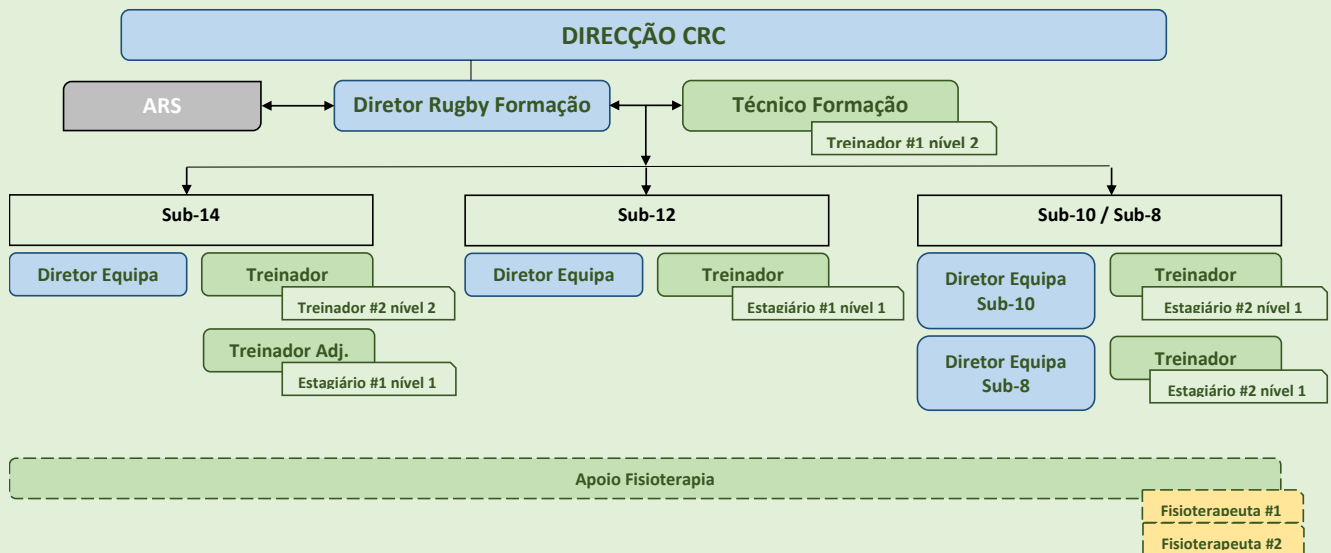 DIRECÇÃO CRC
ARS
Diretor Rugby Formação
Técnico Formação
Treinador #1 nível 2
Sub-14
Sub-12
Sub-10 / Sub-8
Diretor Equipa
Treinador
Treinador #2 nível 2
Treinador Adj.
Estagiário #1 nível 1
Diretor Equipa
Treinador
Estagiário #1 nível 1
Diretor Equipa
Sub-10
Treinador
Estagiário #2 nível 1
Diretor Equipa
Sub-8
Treinador
Estagiário #2 nível 1
Apoio Fisioterapia
Fisioterapeuta #1
Fisioterapeuta #2